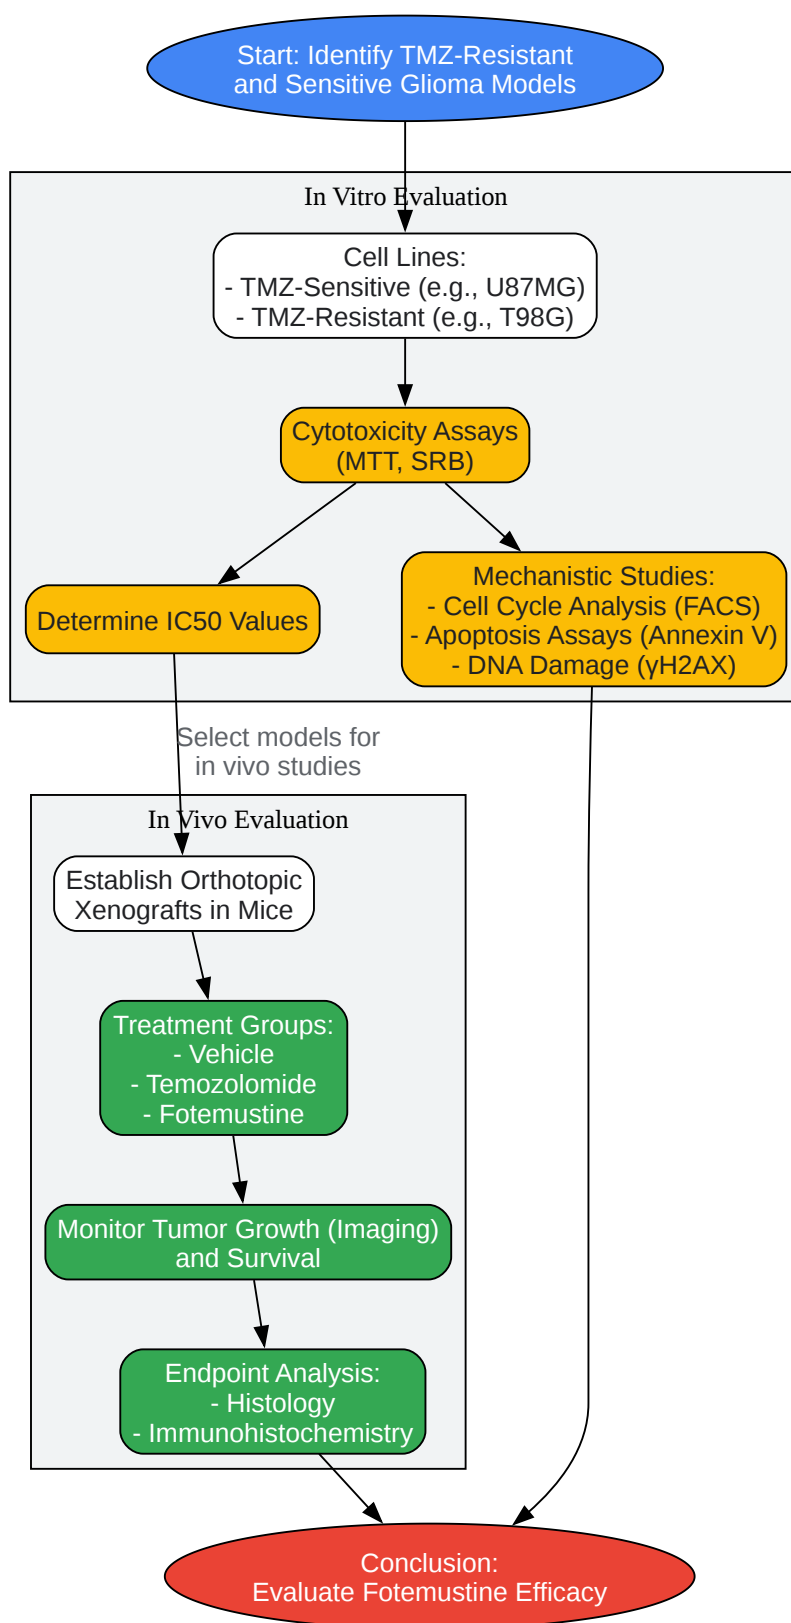 Start: Identify TMZ-Resistant
and Sensitive Glioma Models
In Vitro Evaluation
Cell Lines:
- TMZ-Sensitive (e.g., U87MG)
- TMZ-Resistant (e.g., T98G)
Cytotoxicity Assays
(MTT, SRB)
Determine IC50 Values
Mechanistic Studies:
- Cell Cycle Analysis (FACS)
- Apoptosis Assays (Annexin V)
- DNA Damage (γH2AX)
Select models for
in vivo studies
In Vivo Evaluation
Establish Orthotopic
Xenografts in Mice
Treatment Groups:
- Vehicle
- Temozolomide
- Fotemustine
Monitor Tumor Growth (Imaging)
and Survival
Endpoint Analysis:
- Histology
- Immunohistochemistry
Conclusion:
Evaluate Fotemustine Efficacy